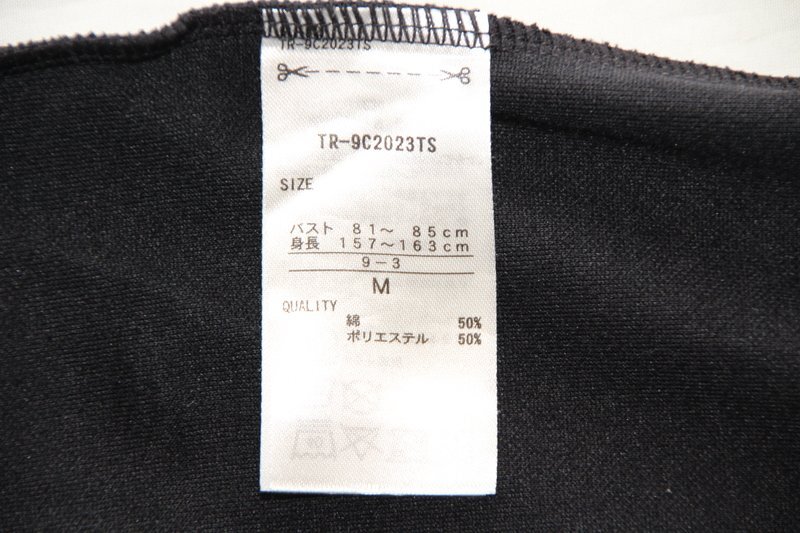 TR-9C2023TS
TR-9C2023TS
SIZE
バスト 81～ 85cm
身長 157～163cm
9-3
M
QUALITY
綿 50%
ポリエステル 50%